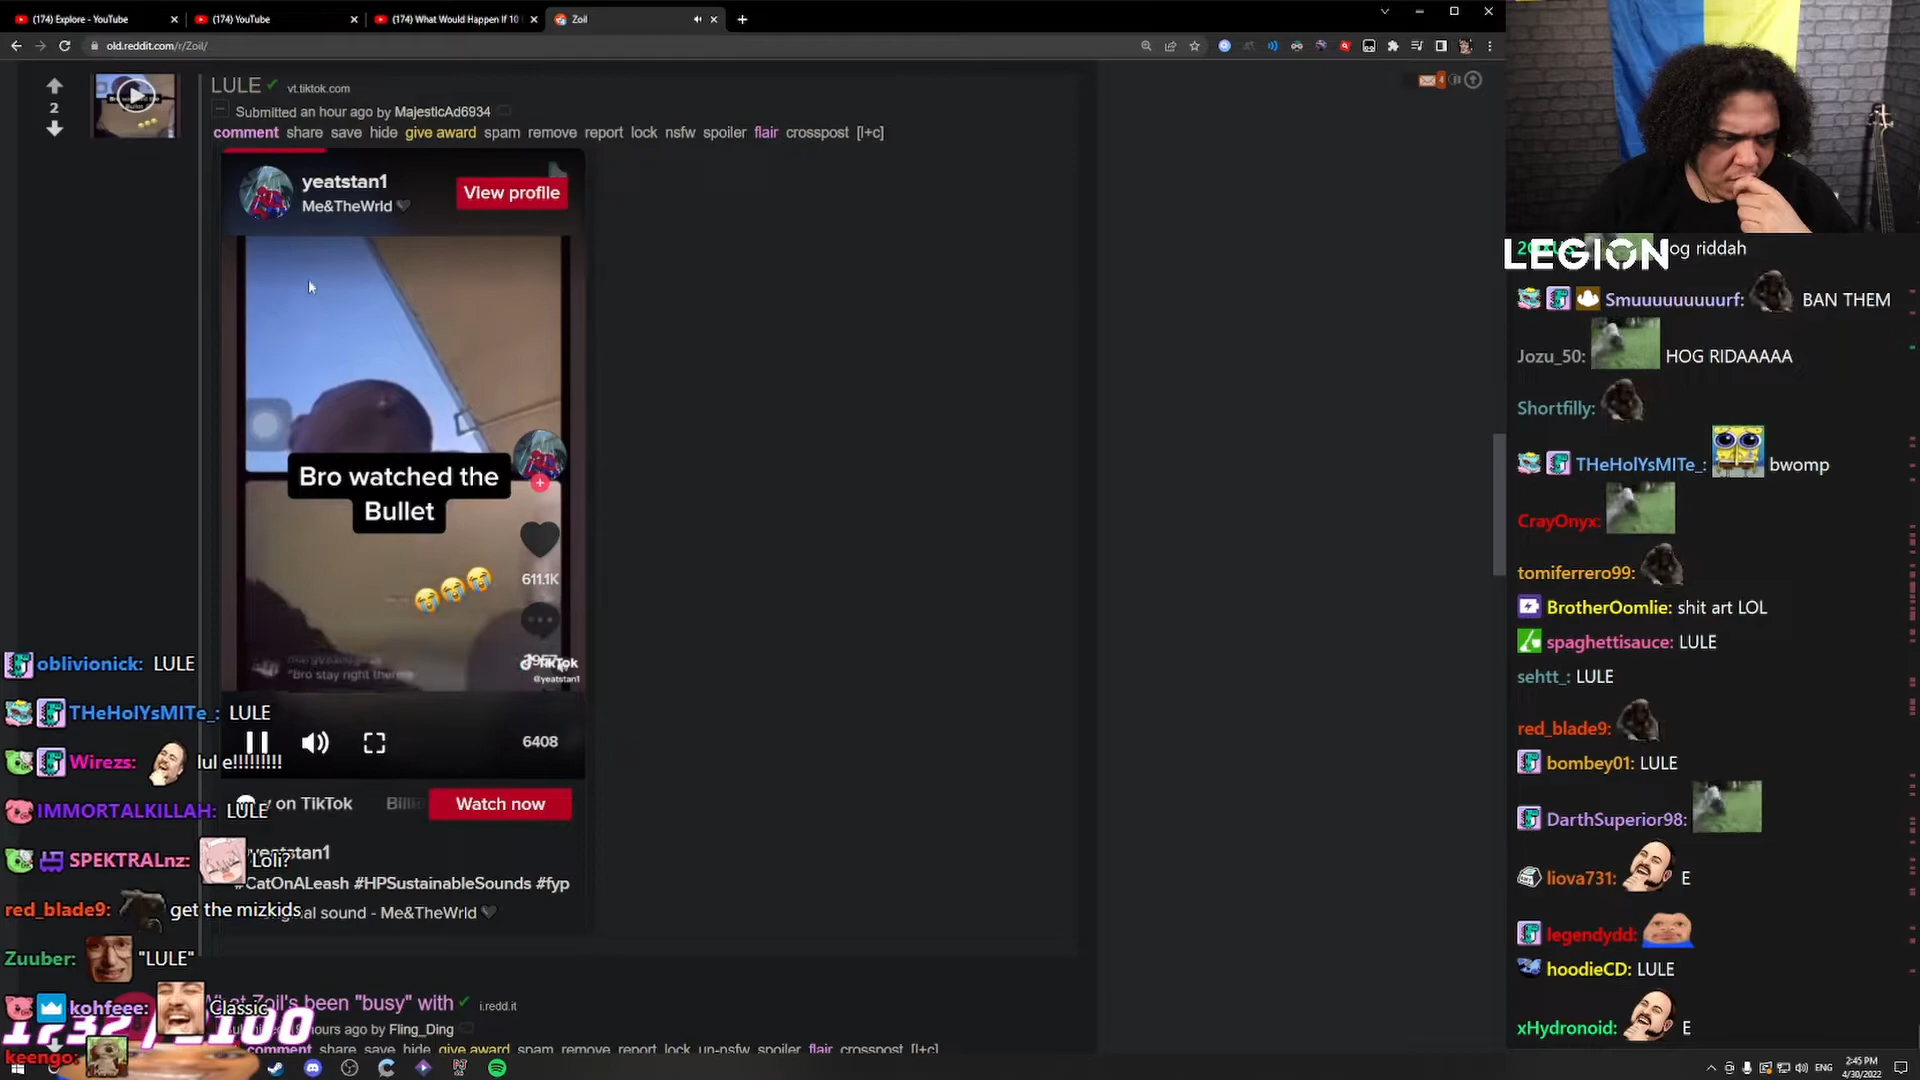 (174) Explore - YouTube
(174) YouTube
(174) What Would Happen If 10
Zoil
old.reddit.com/r/Zoil/
2
LULE vt.tiktok.com
Submitted an hour ago by MajesticAd6934
comment share save hide give award spam remove report lock nsfw spoiler flair crosspost [l+c]
yeatstan1
Me&TheWrld
View profile
Bro watched the
Bullet
611.1K
"Bro stay right there
TikTok
@yeatstan1
6408
on TikTok
Watch now
yeatstan1
#CatOnALeash #HPSustainableSounds #fyp
al sound - Me&TheWrld
Zoil's been "busy" with i.redd.it
hours ago by Fling_Ding
comment share save hide give award spam remove report lock un-nsfw spoiler flair crosspost [l+c]
oblivionick: LULE
THeHolYsMITe_: LULE
Wirezs: lul e!!!!!!!!!
IMMORTALKILLAH: LULE
SPEKTRALnz: Loli?
red_blade9: get the mizkids
Zuuber: "LULE"
kohfeee: Classic
keengo:
LEGION
og riddah
Smuuuuuuuuurf: BAN THEM
Jozu_50: HOG RIDAAAAA
Shortfilly:
THeHolYsMITe_: bwomp
CrayOnyx:
tomiferrero99:
BrotherOomlie: shit art LOL
spaghettisauce: LULE
sehtt_: LULE
red_blade9:
bombey01: LULE
DarthSuperior98:
liova731: E
legendydd:
hoodieCD: LULE
xHydronoid: E
ENG
2:45 PM
4/30/2022